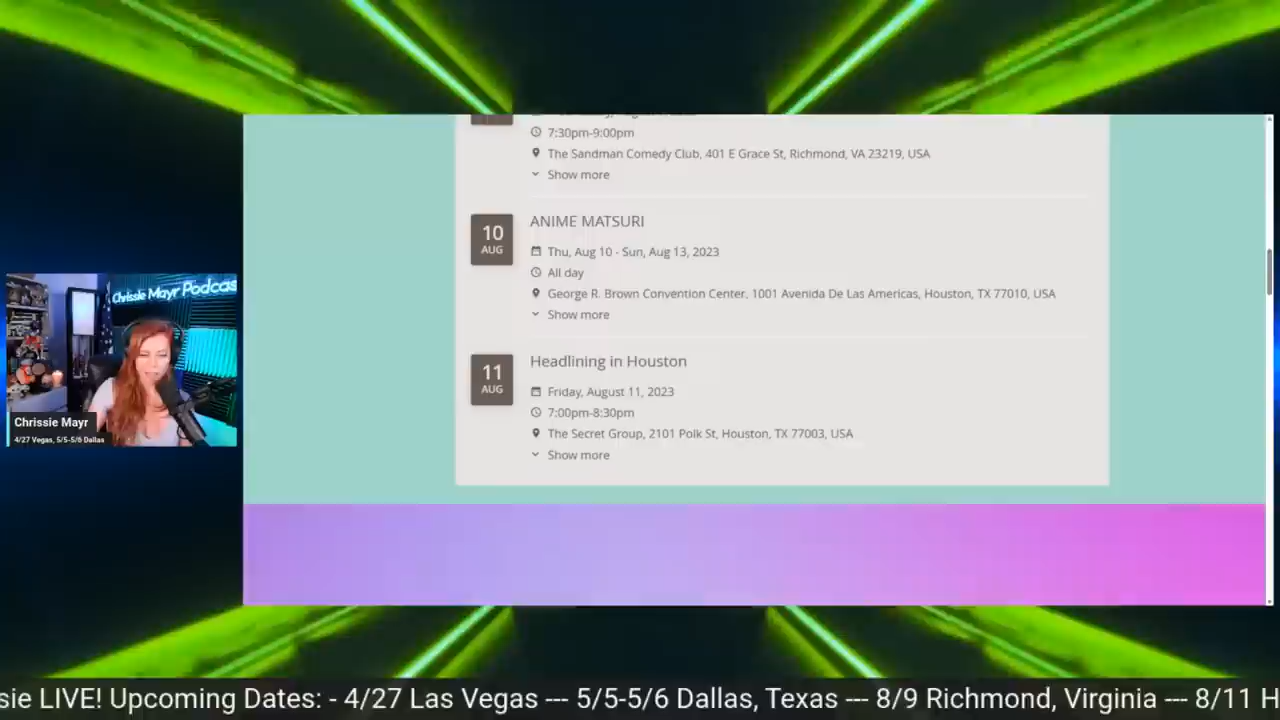 7:30pm-9:00pm
The Sandman Comedy Club, 401 E Grace St, Richmond, VA 23219, USA
Show more
10
AUG
ANIME MATSURI
Thu, Aug 10 - Sun, Aug 13, 2023
All day
George R. Brown Convention Center, 1001 Avenida De Las Americas, Houston, TX 77010, USA
Show more
11
AUG
Headlining in Houston
Friday, August 11, 2023
7:00pm-8:30pm
The Secret Group, 2101 Polk St, Houston, TX 77003, USA
Show more
Chrissie Mayr Podcas
Chrissie Mayr
4/27 Vegas, 5/5-5/6 Dallas
sie LIVE! Upcoming Dates: - 4/27 Las Vegas --- 5/5-5/6 Dallas, Texas --- 8/9 Richmond, Virginia --- 8/11 H